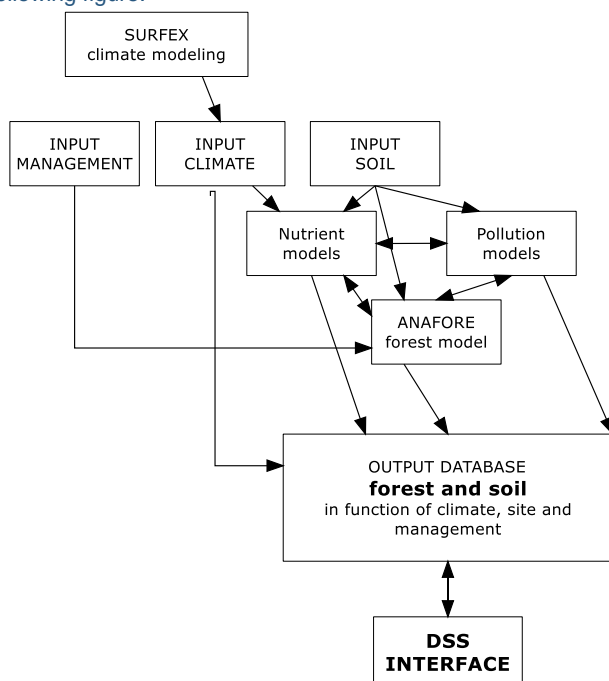 ollowing figure:
SURFEX
climate modeling
INPUT
MANAGEMENT
INPUT
CLIMATE
INPUT
SOIL
Nutrient
models
Pollution
models
ANAFORE
forest model
OUTPUT DATABASE
forest and soil
in function of climate, site and
management
DSS
INTERFACE